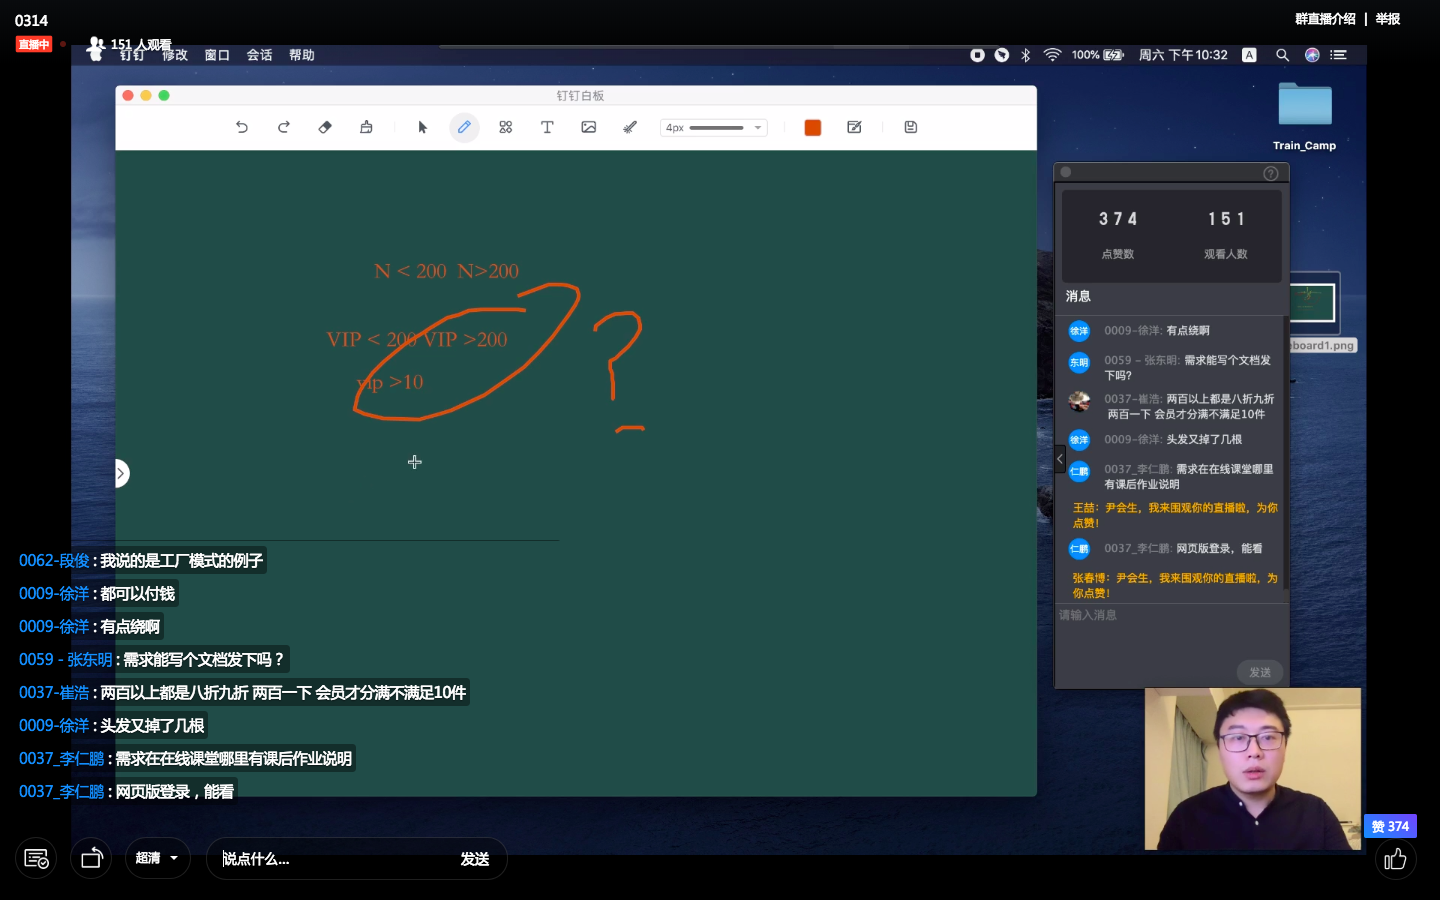 0314
群直播介绍 | 举报
直播中
151 人观看
钉钉 修改 窗口 会话 帮助
100%
周六 下午10:32
A
钉钉白板
4px
Train_Camp
N < 200 N>200
VIP < 200 VIP >200
vip >10
?
374 151
点赞数 观看人数
消息
eboard1.png
徐洋 0009-徐洋: 有点绕啊
东明 0059 - 张东明: 需求能写个文档发
下吗?
0037-崔浩: 两百以上都是八折九折
两百一下 会员才分满不满足10件
徐洋 0009-徐洋: 头发又掉了几根
仁鹏 0037_李仁鹏: 需求在在线课堂哪里
有课后作业说明
王喆: 尹会生，我来围观你的直播啦，为你
点赞!
仁鹏 0037_李仁鹏: 网页版登录，能看
张春博: 尹会生，我来围观你的直播啦，为
你点赞!
请输入消息
发送
0062-段俊 : 我说的是工厂模式的例子
0009-徐洋 : 都可以付钱
0009-徐洋 : 有点绕啊
0059 - 张东明 : 需求能写个文档发下吗？
0037-崔浩 : 两百以上都是八折九折 两百一下 会员才分满不满足10件
0009-徐洋 : 头发又掉了几根
0037_李仁鹏 : 需求在在线课堂哪里有课后作业说明
0037_李仁鹏 : 网页版登录，能看
赞 374
超清
说点什么...
发送